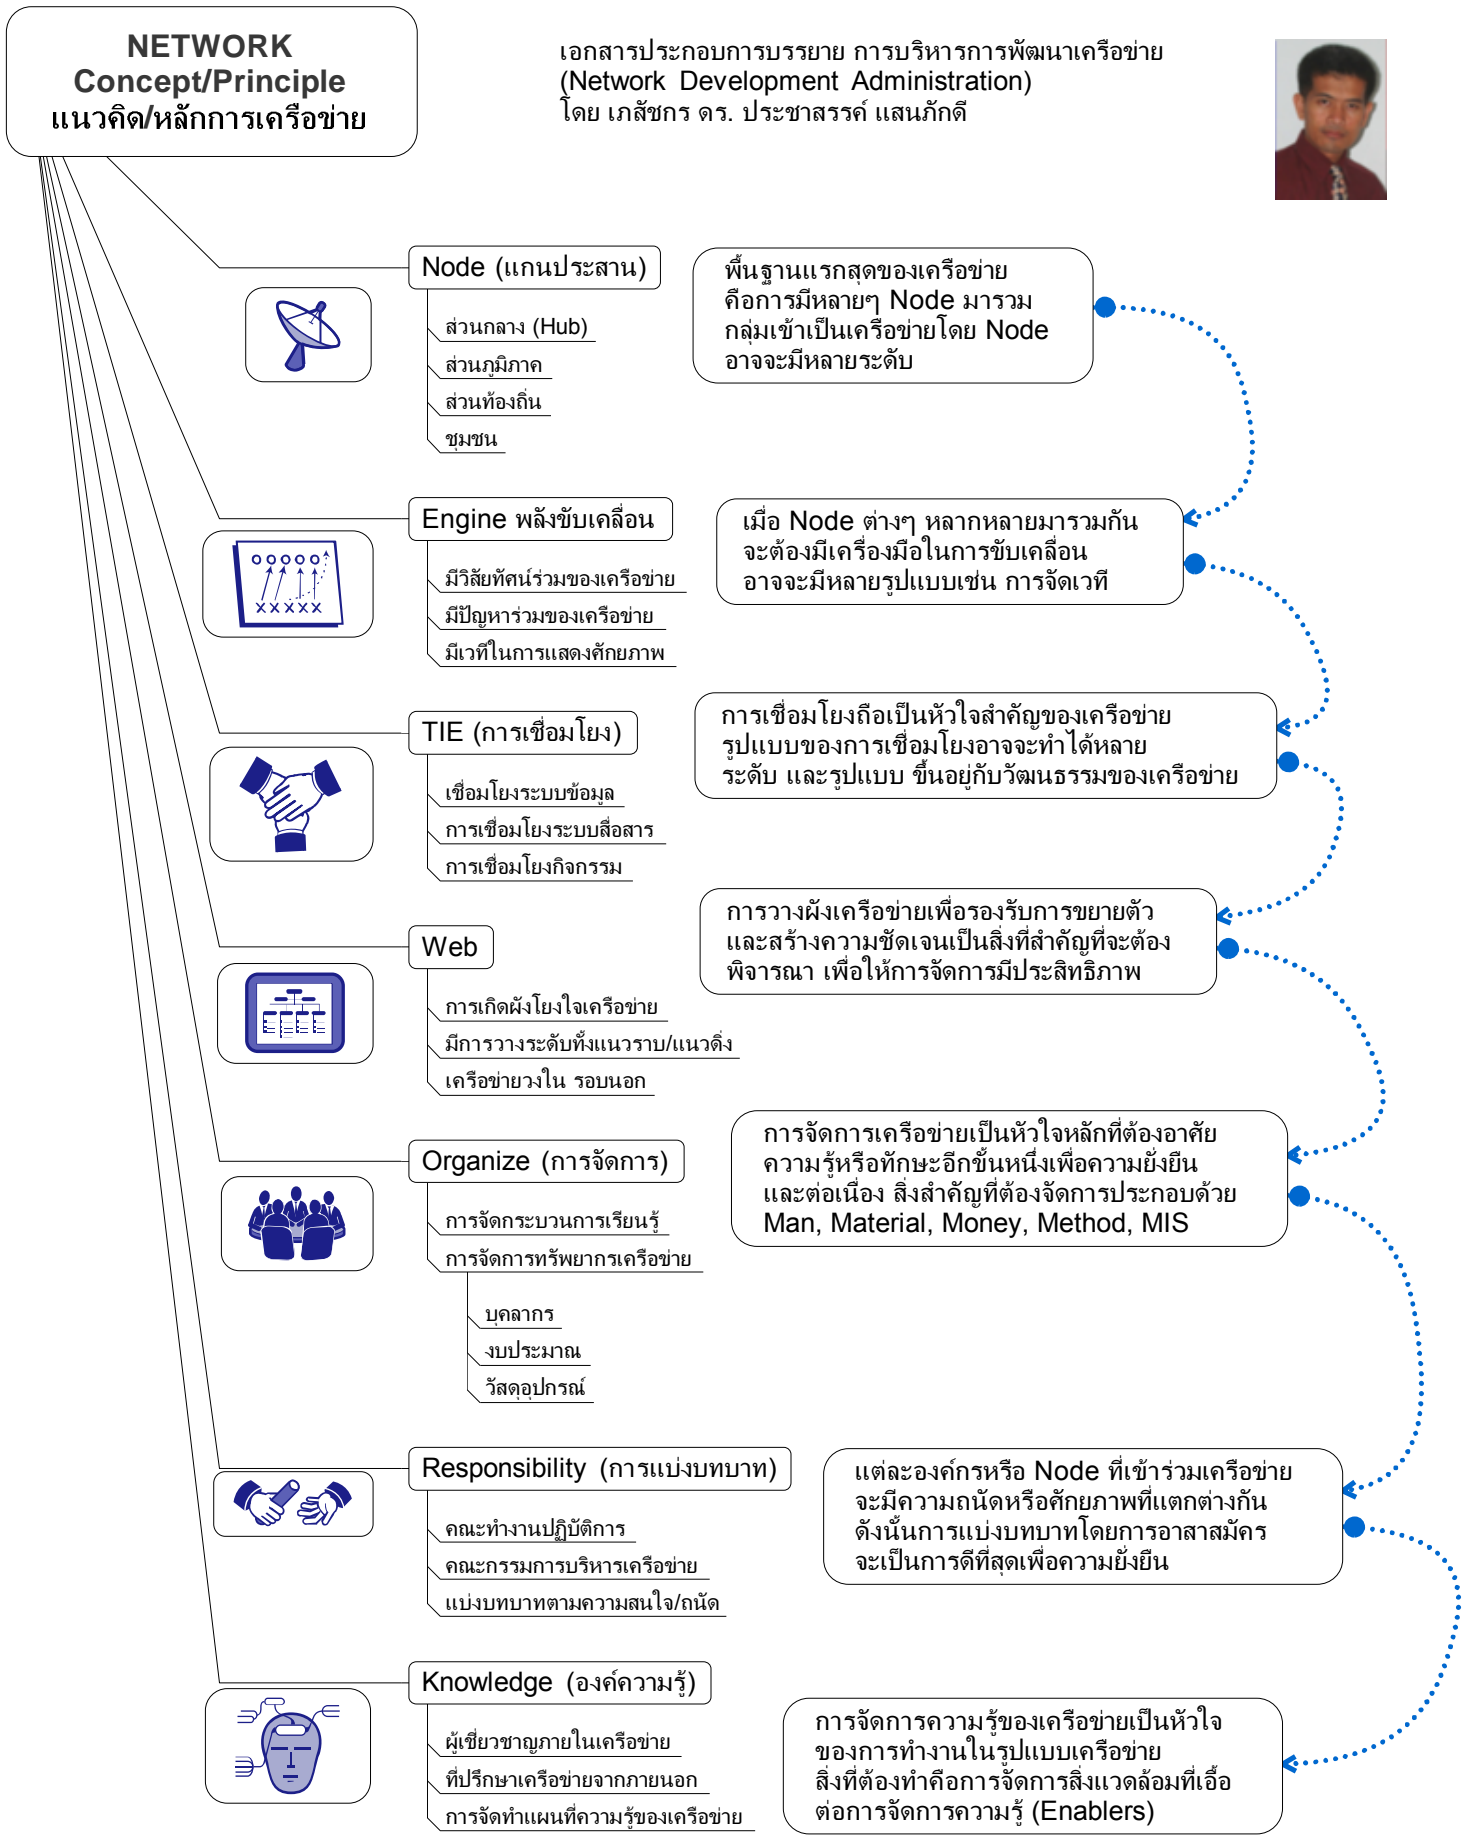 NETWORK
Concept/Principle
แนวคิด/หลักการเครือข่าย
เอกสารประกอบการบรรยาย การบริหารการพัฒนาเครือข่าย
(Network Development Administration)
โดย เภสัชกร ดร. ประชาสรรค์ แสนภักดี
Node (แกนประสาน)
ส่วนกลาง (Hub)
ส่วนภูมิภาค
ส่วนท้องถิ่น
ชุมชน
พื้นฐานแรกสุดของเครือข่าย
คือการมีหลายๆ Node มารวม
กลุ่มเข้าเป็นเครือข่ายโดย Node
อาจจะมีหลายระดับ
Engine พลังขับเคลื่อน
มีวิสัยทัศน์ร่วมของเครือข่าย
มีปัญหาร่วมของเครือข่าย
มีเวทีในการแสดงศักยภาพ
เมื่อ Node ต่างๆ หลากหลายมารวมกัน
จะต้องมีเครื่องมือในการขับเคลื่อน
อาจจะมีหลายรูปแบบเช่น การจัดเวที
TIE (การเชื่อมโยง)
เชื่อมโยงระบบข้อมูล
การเชื่อมโยงระบบสื่อสาร
การเชื่อมโยงกิจกรรม
การเชื่อมโยงถือเป็นหัวใจสำคัญของเครือข่าย
รูปแบบของการเชื่อมโยงอาจจะทำได้หลาย
ระดับ และรูปแบบ ขึ้นอยู่กับวัฒนธรรมของเครือข่าย
Web
การเกิดผังโยงใจเครือข่าย
มีการวางระดับทั้งแนวราบ/แนวดิ่ง
เครือข่ายวงใน รอบนอก
การวางผังเครือข่ายเพื่อรองรับการขยายตัว
และสร้างความชัดเจนเป็นสิ่งที่สำคัญที่จะต้อง
พิจารณา เพื่อให้การจัดการมีประสิทธิภาพ
Organize (การจัดการ)
การจัดกระบวนการเรียนรู้
การจัดการทรัพยากรเครือข่าย
บุคลากร
งบประมาณ
วัสดุอุปกรณ์
การจัดการเครือข่ายเป็นหัวใจหลักที่ต้องอาศัย
ความรู้หรือทักษะอีกขั้นหนึ่งเพื่อความยั่งยืน
และต่อเนื่อง สิ่งสำคัญที่ต้องจัดการประกอบด้วย
Man, Material, Money, Method, MIS
Responsibility (การแบ่งบทบาท)
คณะทำงานปฏิบัติการ
คณะกรรมการบริหารเครือข่าย
แบ่งบทบาทตามความสนใจ/ถนัด
แต่ละองค์กรหรือ Node ที่เข้าร่วมเครือข่าย
จะมีความถนัดหรือศักยภาพที่แตกต่างกัน
ดังนั้นการแบ่งบทบาทโดยการอาสาสมัคร
จะเป็นการดีที่สุดเพื่อความยั่งยืน
Knowledge (องค์ความรู้)
ผู้เชี่ยวชาญภายในเครือข่าย
ที่ปรึกษาเครือข่ายจากภายนอก
การจัดทำแผนที่ความรู้ของเครือข่าย
การจัดการความรู้ของเครือข่ายเป็นหัวใจ
ของการทำงานในรูปแบบเครือข่าย
สิ่งที่ต้องทำคือการจัดการสิ่งแวดล้อมที่เอื้อ
ต่อการจัดการความรู้ (Enablers)